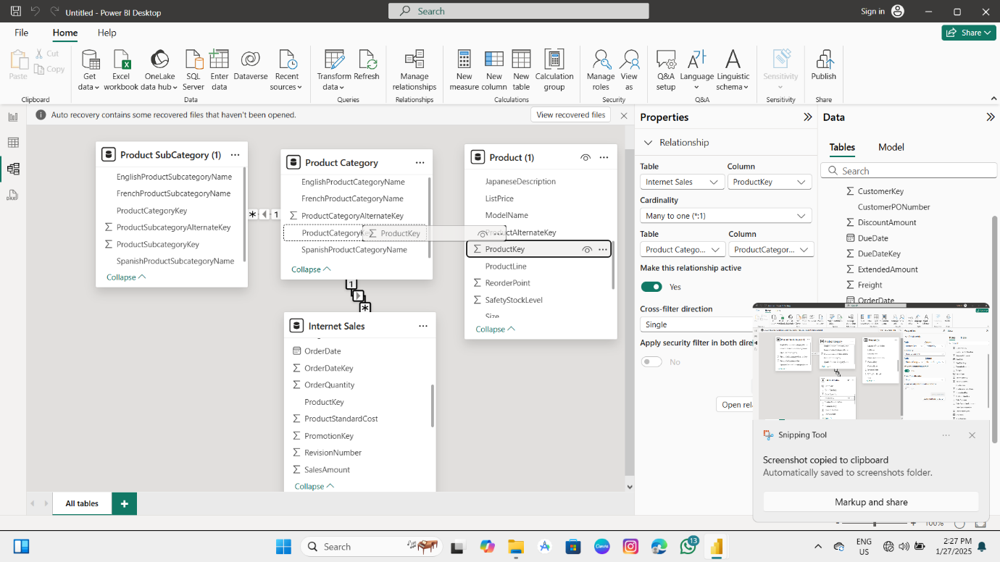 Untitled - Power BI Desktop
Search
Sign in
File
Home
Help
Share
Paste
Cut
Copy
Get data
Excel workbook
OneLake data hub
SQL Server
Enter data
Dataverse
Recent sources
Transform data
Refresh
Manage relationships
New measure
New column
New table
Calculation group
Manage roles
View as
Q&A setup
Language
Linguistic schema
Sensitivity
Publish
Clipboard
Data
Queries
Relationships
Calculations
Security
Q&A
Sensitivity
Share
Auto recovery contains some recovered files that haven't been opened.
View recovered files
Product SubCategory (1)
EnglishProductSubcategoryName
FrenchProductSubcategoryName
ProductCategoryKey
ProductSubcategoryAlternateKey
ProductSubcategoryKey
SpanishProductSubcategoryName
Collapse
* 1
Product Category
EnglishProductCategoryName
FrenchProductCategoryName
ProductCategoryAlternateKey
ProductCategoryK
ProductKey
SpanishProductCategoryName
Collapse
1
*
Product (1)
JapaneseDescription
ListPrice
ModelName
ProductAlternateKey
ProductKey
ProductLine
ReorderPoint
SafetyStockLevel
Size
Collapse
Internet Sales
OrderDate
OrderDateKey
OrderQuantity
ProductKey
ProductStandardCost
PromotionKey
RevisionNumber
SalesAmount
Collapse
All tables
Properties
Relationship
Table
Column
Internet Sales
ProductKey
Cardinality
Many to one (*:1)
Table
Column
Product Catego...
ProductCategor...
Make this relationship active
Yes
Cross-filter direction
Single
Apply security filter in both dire
No
Open rel
Data
Tables
Model
Search
CustomerKey
CustomerPONumber
DiscountAmount
DueDate
DueDateKey
ExtendedAmount
Freight
OrderDate
Snipping Tool
Screenshot copied to clipboard
Automatically saved to screenshots folder.
Markup and share
100%
Search
13
ENG
US
2:27 PM
1/27/2025